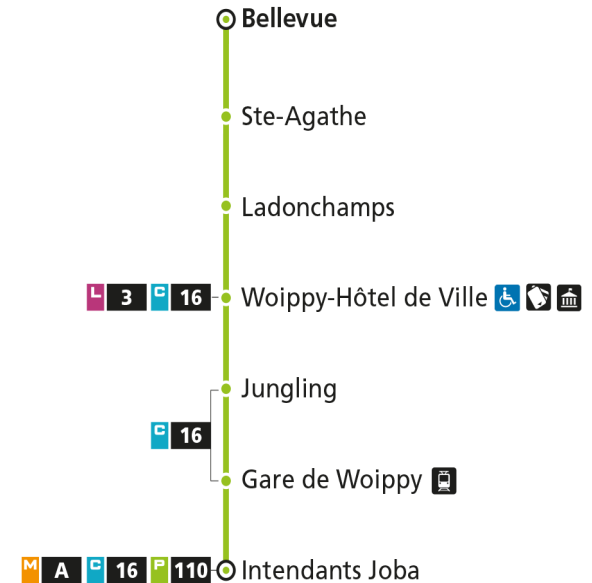 Bellevue
Ste-Agathe
Ladonchamps
L 3 C 16 Woippy-Hôtel de Ville
Jungling
C 16
Gare de Woippy
M A C 16 P 110 Intendants Joba